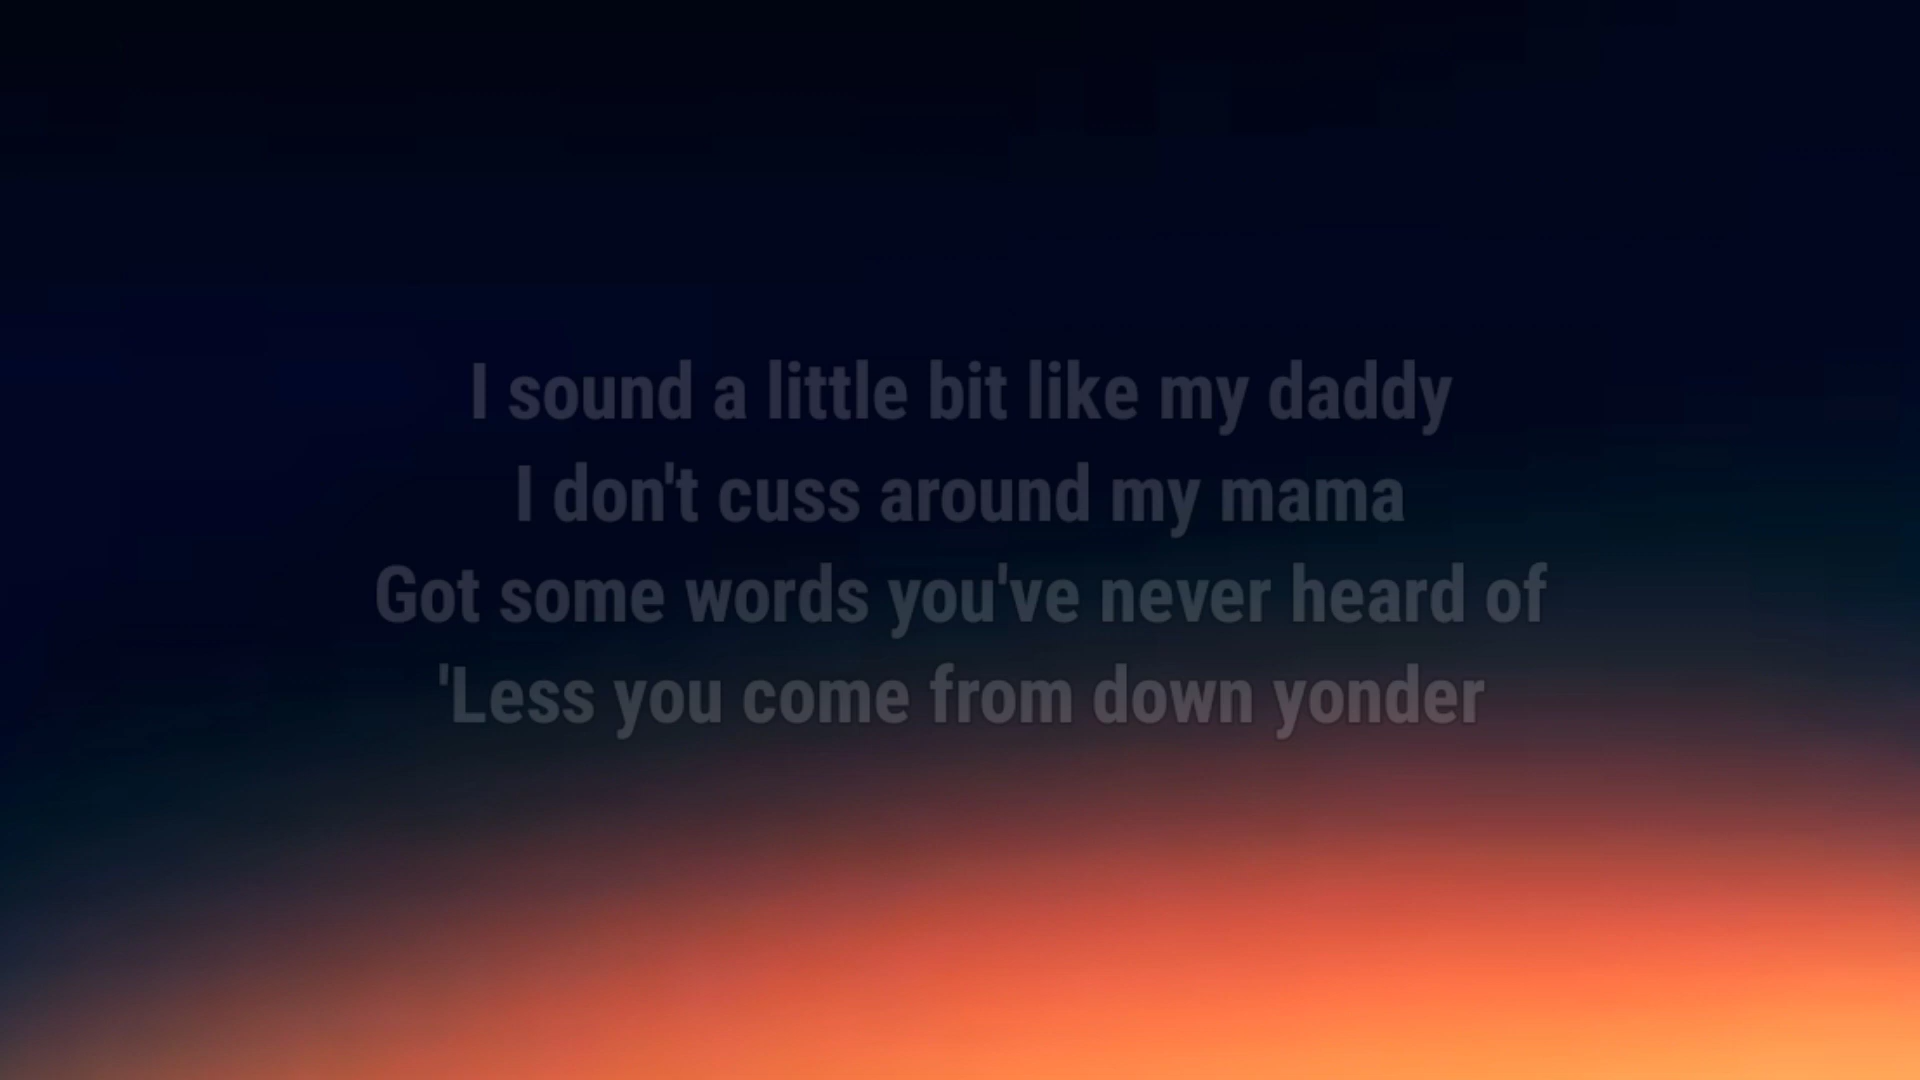 I sound a little bit like my daddy
I don't cuss around my mama
Got some words you've never heard of
'Less you come from down yonder